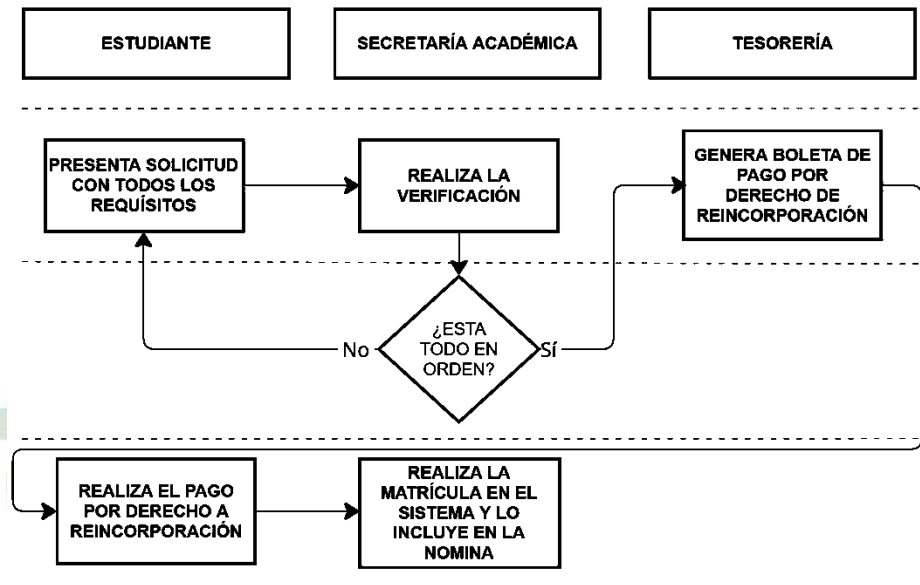 ESTUDIANTE
SECRETARÍA ACADÉMICA
TESORERÍA
PRESENTA SOLICITUD
CON TODOS LOS
REQUÍSITOS
REALIZA LA
VERIFICACIÓN
GENERA BOLETA DE
PAGO POR
DERECHO DE
REINCORPORACIÓN
¿ESTA
TODO EN
ORDEN?
No
Sí
REALIZA EL PAGO
POR DERECHO A
REINCORPORACIÓN
REALIZA LA
MATRÍCULA EN EL
SISTEMA Y LO
INCLUYE EN LA
NOMINA